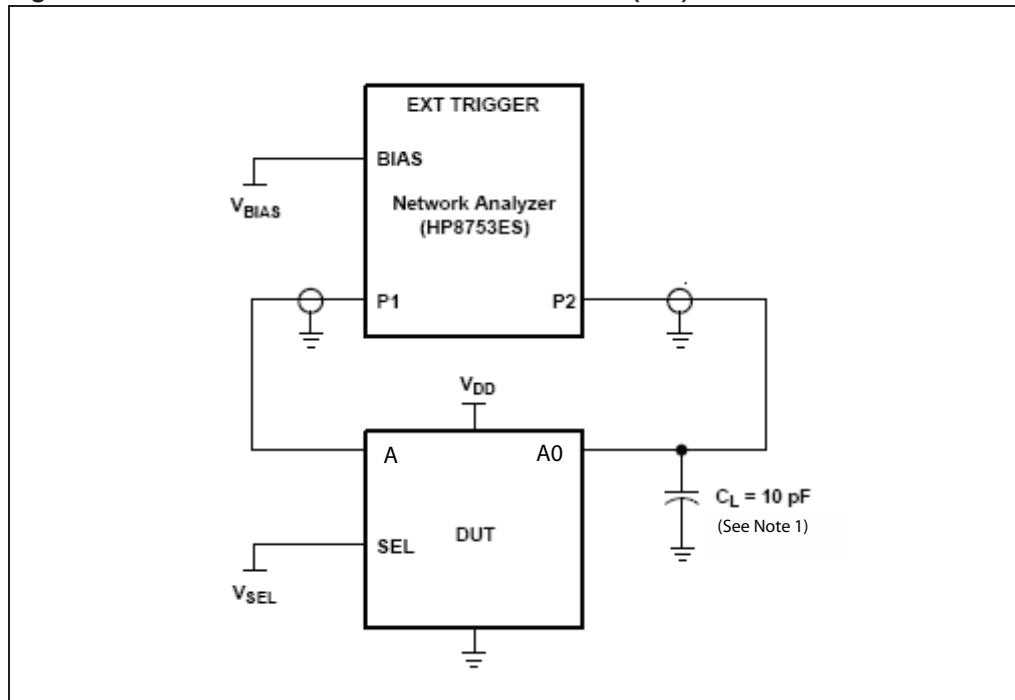 EXT TRIGGER
BIAS
VBIAS
Network Analyzer
(HP8753ES)
P1
P2
VDD
A
A0
CL = 10 pF
(See Note 1)
DUT
SEL
VSEL